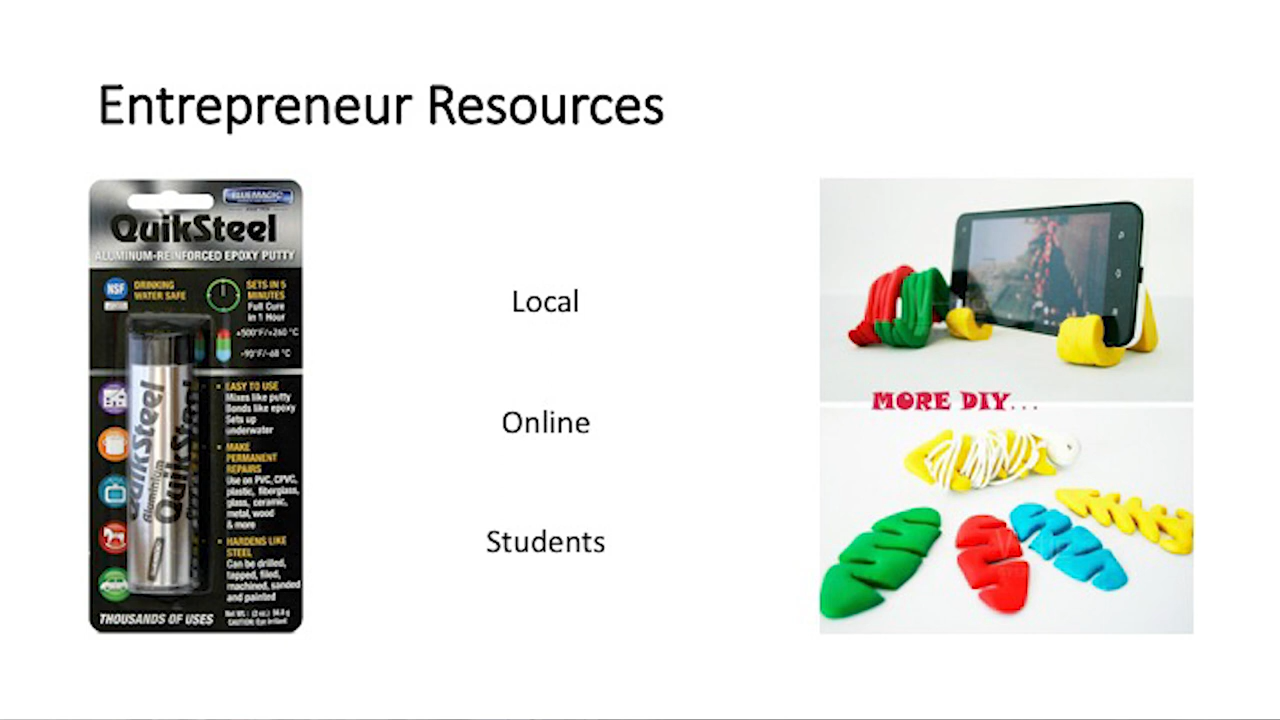 Entrepreneur Resources
BLUEMAGIC
QuikSteel
ALUMINUM-REINFORCED EPOXY PUTTY
NSF
DRINKING
WATER SAFE
SETS IN 5
MINUTES
Full Cure
in 1 Hour
+500°F/+260 °C
-90°F/-68 °C
QuikSteel
Aluminum
QuikSteel
EASY TO USE
Mixes like putty
Bonds like epoxy
Sets up
underwater
MAKE
PERMANENT
REPAIRS
Use on PVC, CPVC,
plastic, fiberglass,
glass, ceramic,
metal, wood
& more
HARDENS LIKE
STEEL
Can be drilled,
tapped, filed,
machined, sanded
and painted
THOUSANDS OF USES
Local
Online
Students
MORE DIY...